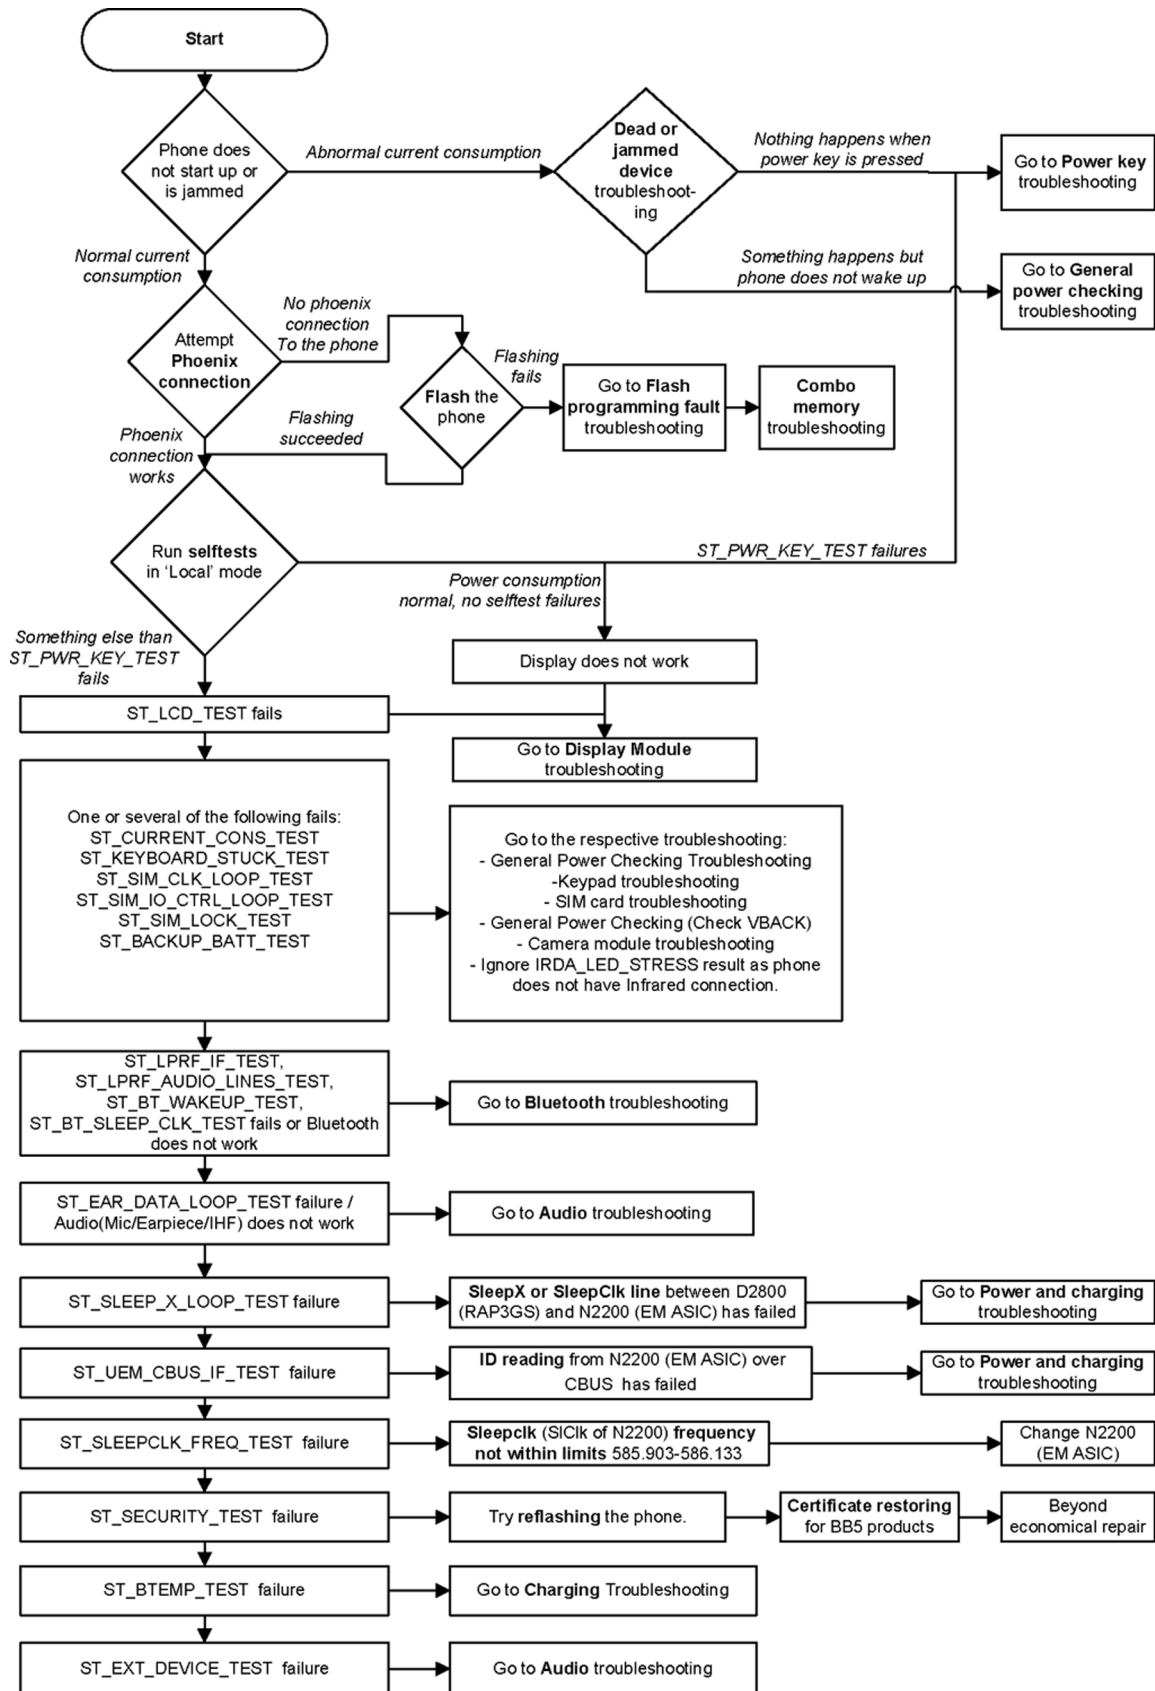 Start
Phone does
not start up or
is jammed
Abnormal current consumption
Dead or
jammed
device
troubleshoot-
ing
Nothing happens when
power key is pressed
Go to Power key
troubleshooting
Something happens but
phone does not wake up
Go to General
power checking
troubleshooting
Normal current
consumption
Attempt
Phoenix
connection
No phoenix
connection
To the phone
Flash the
phone
Flashing
fails
Go to Flash
programming fault
troubleshooting
Combo
memory
troubleshooting
Flashing
succeeded
Phoenix
connection
works
Run selftests
in 'Local' mode
ST_PWR_KEY_TEST failures
Power consumption
normal, no selftest failures
Something else than
ST_PWR_KEY_TEST
fails
Display does not work
ST_LCD_TEST fails
Go to Display Module
troubleshooting
One or several of the following fails:
ST_CURRENT_CONS_TEST
ST_KEYBOARD_STUCK_TEST
ST_SIM_CLK_LOOP_TEST
ST_SIM_IO_CTRL_LOOP_TEST
ST_SIM_LOCK_TEST
ST_BACKUP_BATT_TEST
Go to the respective troubleshooting:
- General Power Checking Troubleshooting
-Keypad troubleshooting
- SIM card troubleshooting
- General Power Checking (Check VBACK)
- Camera module troubleshooting
- Ignore IRDA_LED_STRESS result as phone
does not have Infrared connection.
ST_LPRF_IF_TEST,
ST_LPRF_AUDIO_LINES_TEST,
ST_BT_WAKEUP_TEST,
ST_BT_SLEEP_CLK_TEST fails or Bluetooth
does not work
Go to Bluetooth troubleshooting
ST_EAR_DATA_LOOP_TEST failure /
Audio(Mic/Earpiece/IHF) does not work
Go to Audio troubleshooting
ST_SLEEP_X_LOOP_TEST failure
SleepX or SleepClk line between D2800
(RAP3GS) and N2200 (EM ASIC) has failed
Go to Power and charging
troubleshooting
ST_UEM_CBUS_IF_TEST failure
ID reading from N2200 (EM ASIC) over
CBUS has failed
Go to Power and charging
troubleshooting
ST_SLEEPCLK_FREQ_TEST failure
Sleepclk (SlClk of N2200) frequency
not within limits 585.903-586.133
Change N2200
(EM ASIC)
ST_SECURITY_TEST failure
Try reflashing the phone.
Certificate restoring
for BB5 products
Beyond
economical repair
ST_BTEMP_TEST failure
Go to Charging Troubleshooting
ST_EXT_DEVICE_TEST failure
Go to Audio troubleshooting